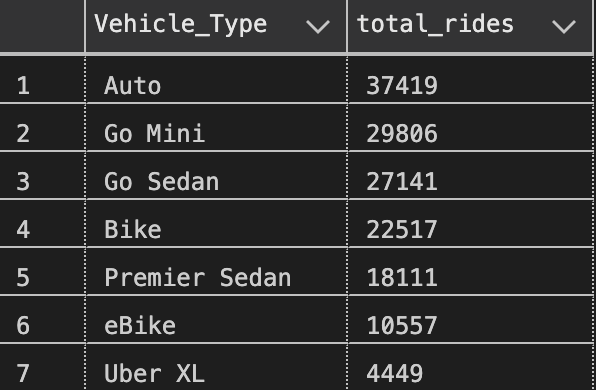 Vehicle_Type total_rides
1 Auto 37419
2 Go Mini 29806
3 Go Sedan 27141
4 Bike 22517
5 Premier Sedan 18111
6 eBike 10557
7 Uber XL 4449